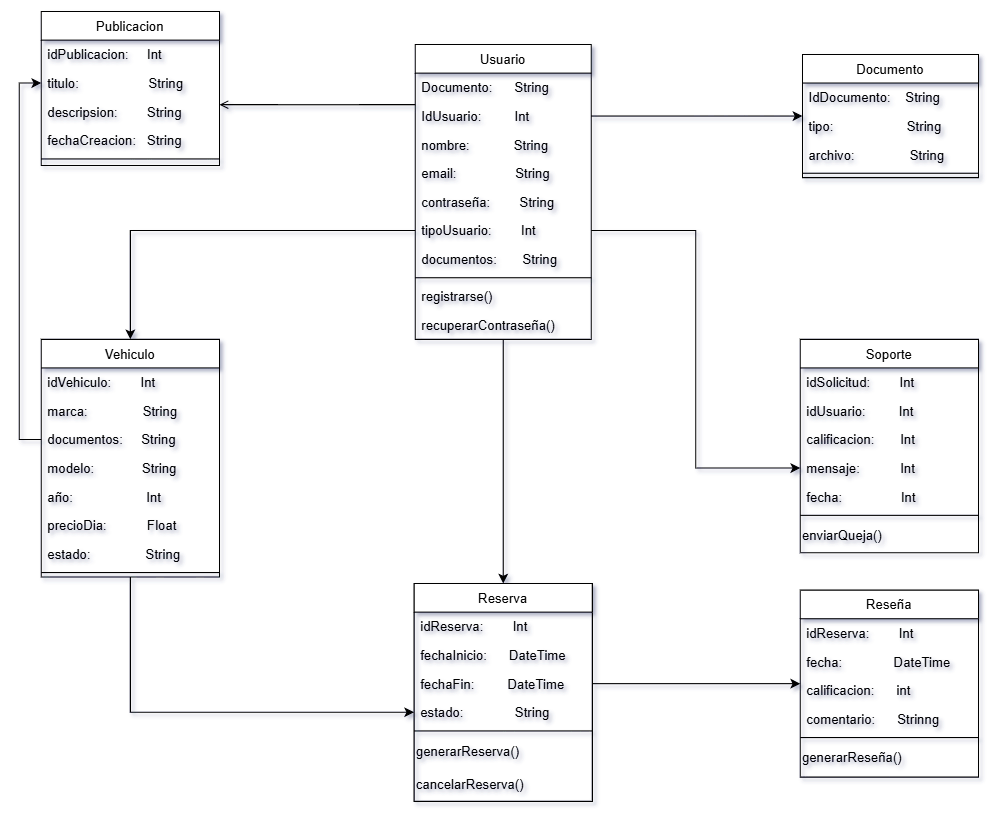 Publicacion
idPublicacion: Int
titulo: String
descripsion: String
fechaCreacion: String
Usuario
Documento: String
IdUsuario: Int
nombre: String
email: String
contraseña: String
tipoUsuario: Int
documentos: String
registrarse()
recuperarContraseña()
Documento
IdDocumento: String
tipo: String
archivo: String
Vehiculo
idVehiculo: Int
marca: String
documentos: String
modelo: String
año: Int
precioDia: Float
estado: String
Soporte
idSolicitud: Int
idUsuario: Int
calificacion: Int
mensaje: Int
fecha: Int
enviarQueja()
Reserva
idReserva: Int
fechaInicio: DateTime
fechaFin: DateTime
estado: String
generarReserva()
cancelarReserva()
Reseña
idReserva: Int
fecha: DateTime
calificacion: int
comentario: Strinng
generarReseña()